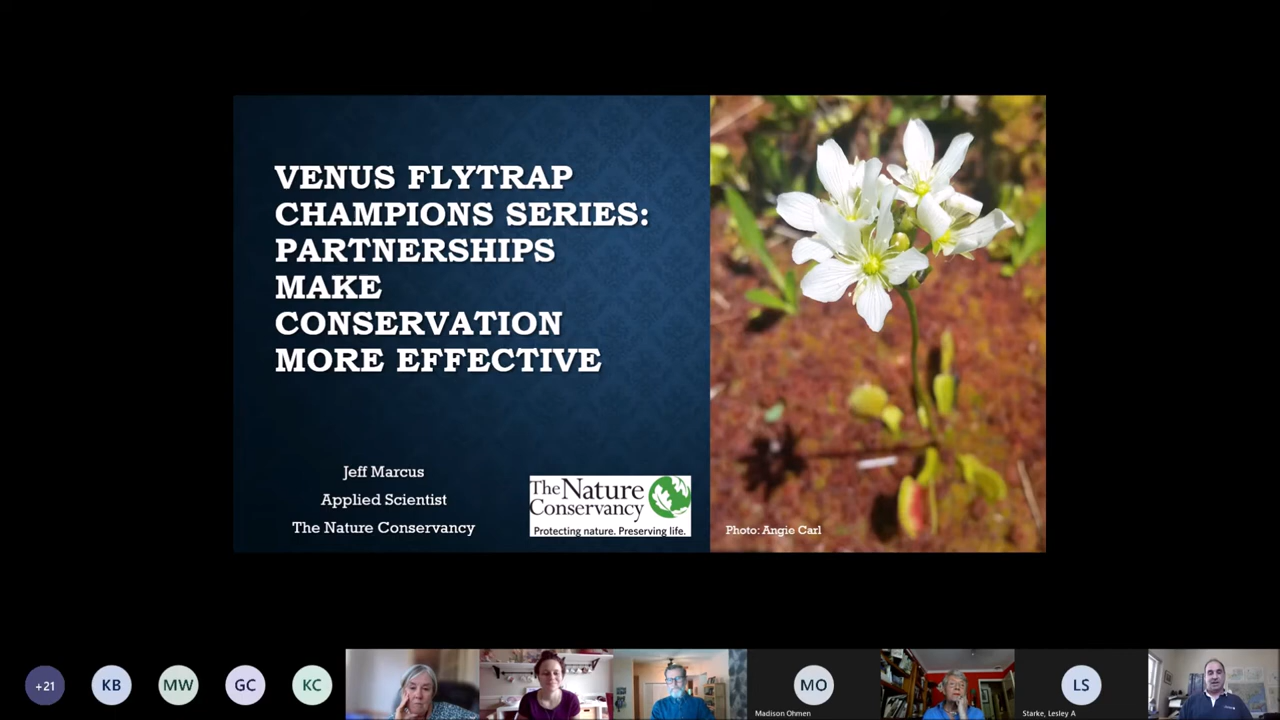 VENUS FLYTRAP
CHAMPIONS SERIES:
PARTNERSHIPS
MAKE
CONSERVATION
MORE EFFECTIVE
Jeff Marcus
Applied Scientist
The Nature Conservancy
The Nature
Conservancy
Protecting nature. Preserving life.
Photo: Angie Carl
+21
KB
MW
GC
KC
MO
Madison Ohmen
LS
Starke, Lesley A